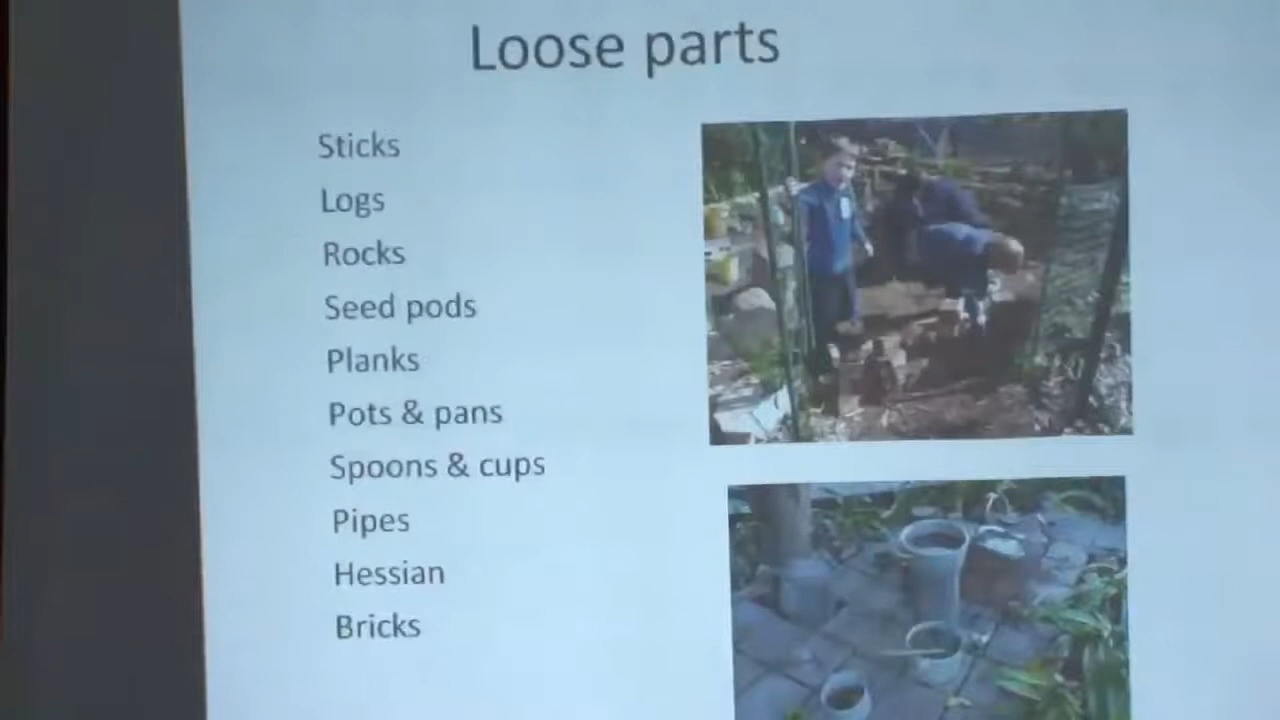 Loose parts
Sticks
Logs
Rocks
Seed pods
Planks
Pots & pans
Spoons & cups
Pipes
Hessian
Bricks